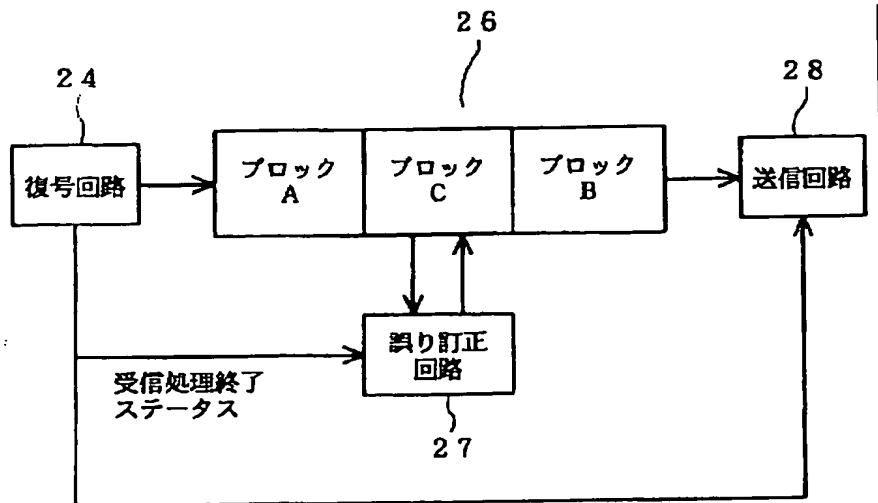 26
24
28
復号回路
ブロック
A
ブロック
C
ブロック
B
送信回路
誤り訂正
回路
受信処理終了
ステータス
27